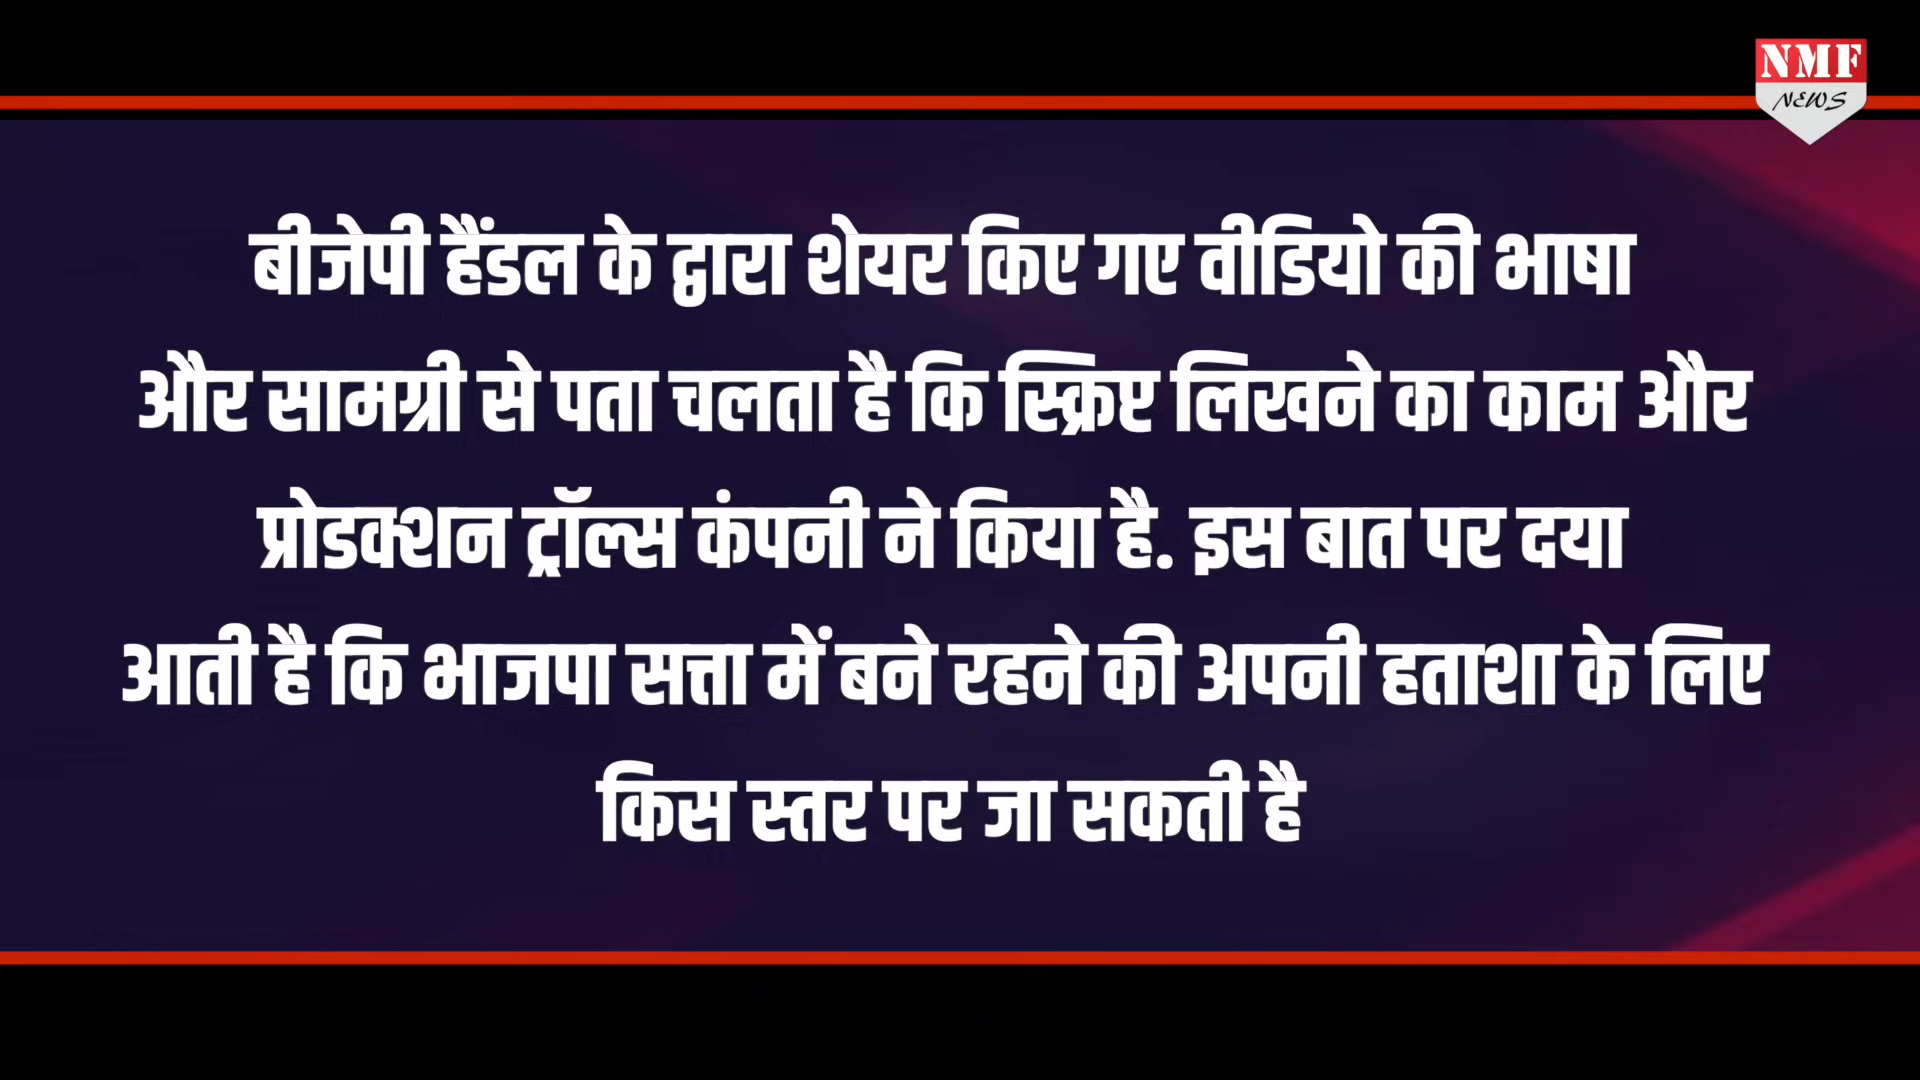 NMF
NEWS
बीजेपी हैंडल के द्वारा शेयर किए गए वीडियो की भाषा
और सामग्री से पता चलता है कि स्क्रिप्ट लिखने का काम और
प्रोडक्शन ट्रॉल्स कंपनी ने किया है. इस बात पर दया
आती है कि भाजपा सत्ता में बने रहने की अपनी हताशा के लिए
किस स्तर पर जा सकती है